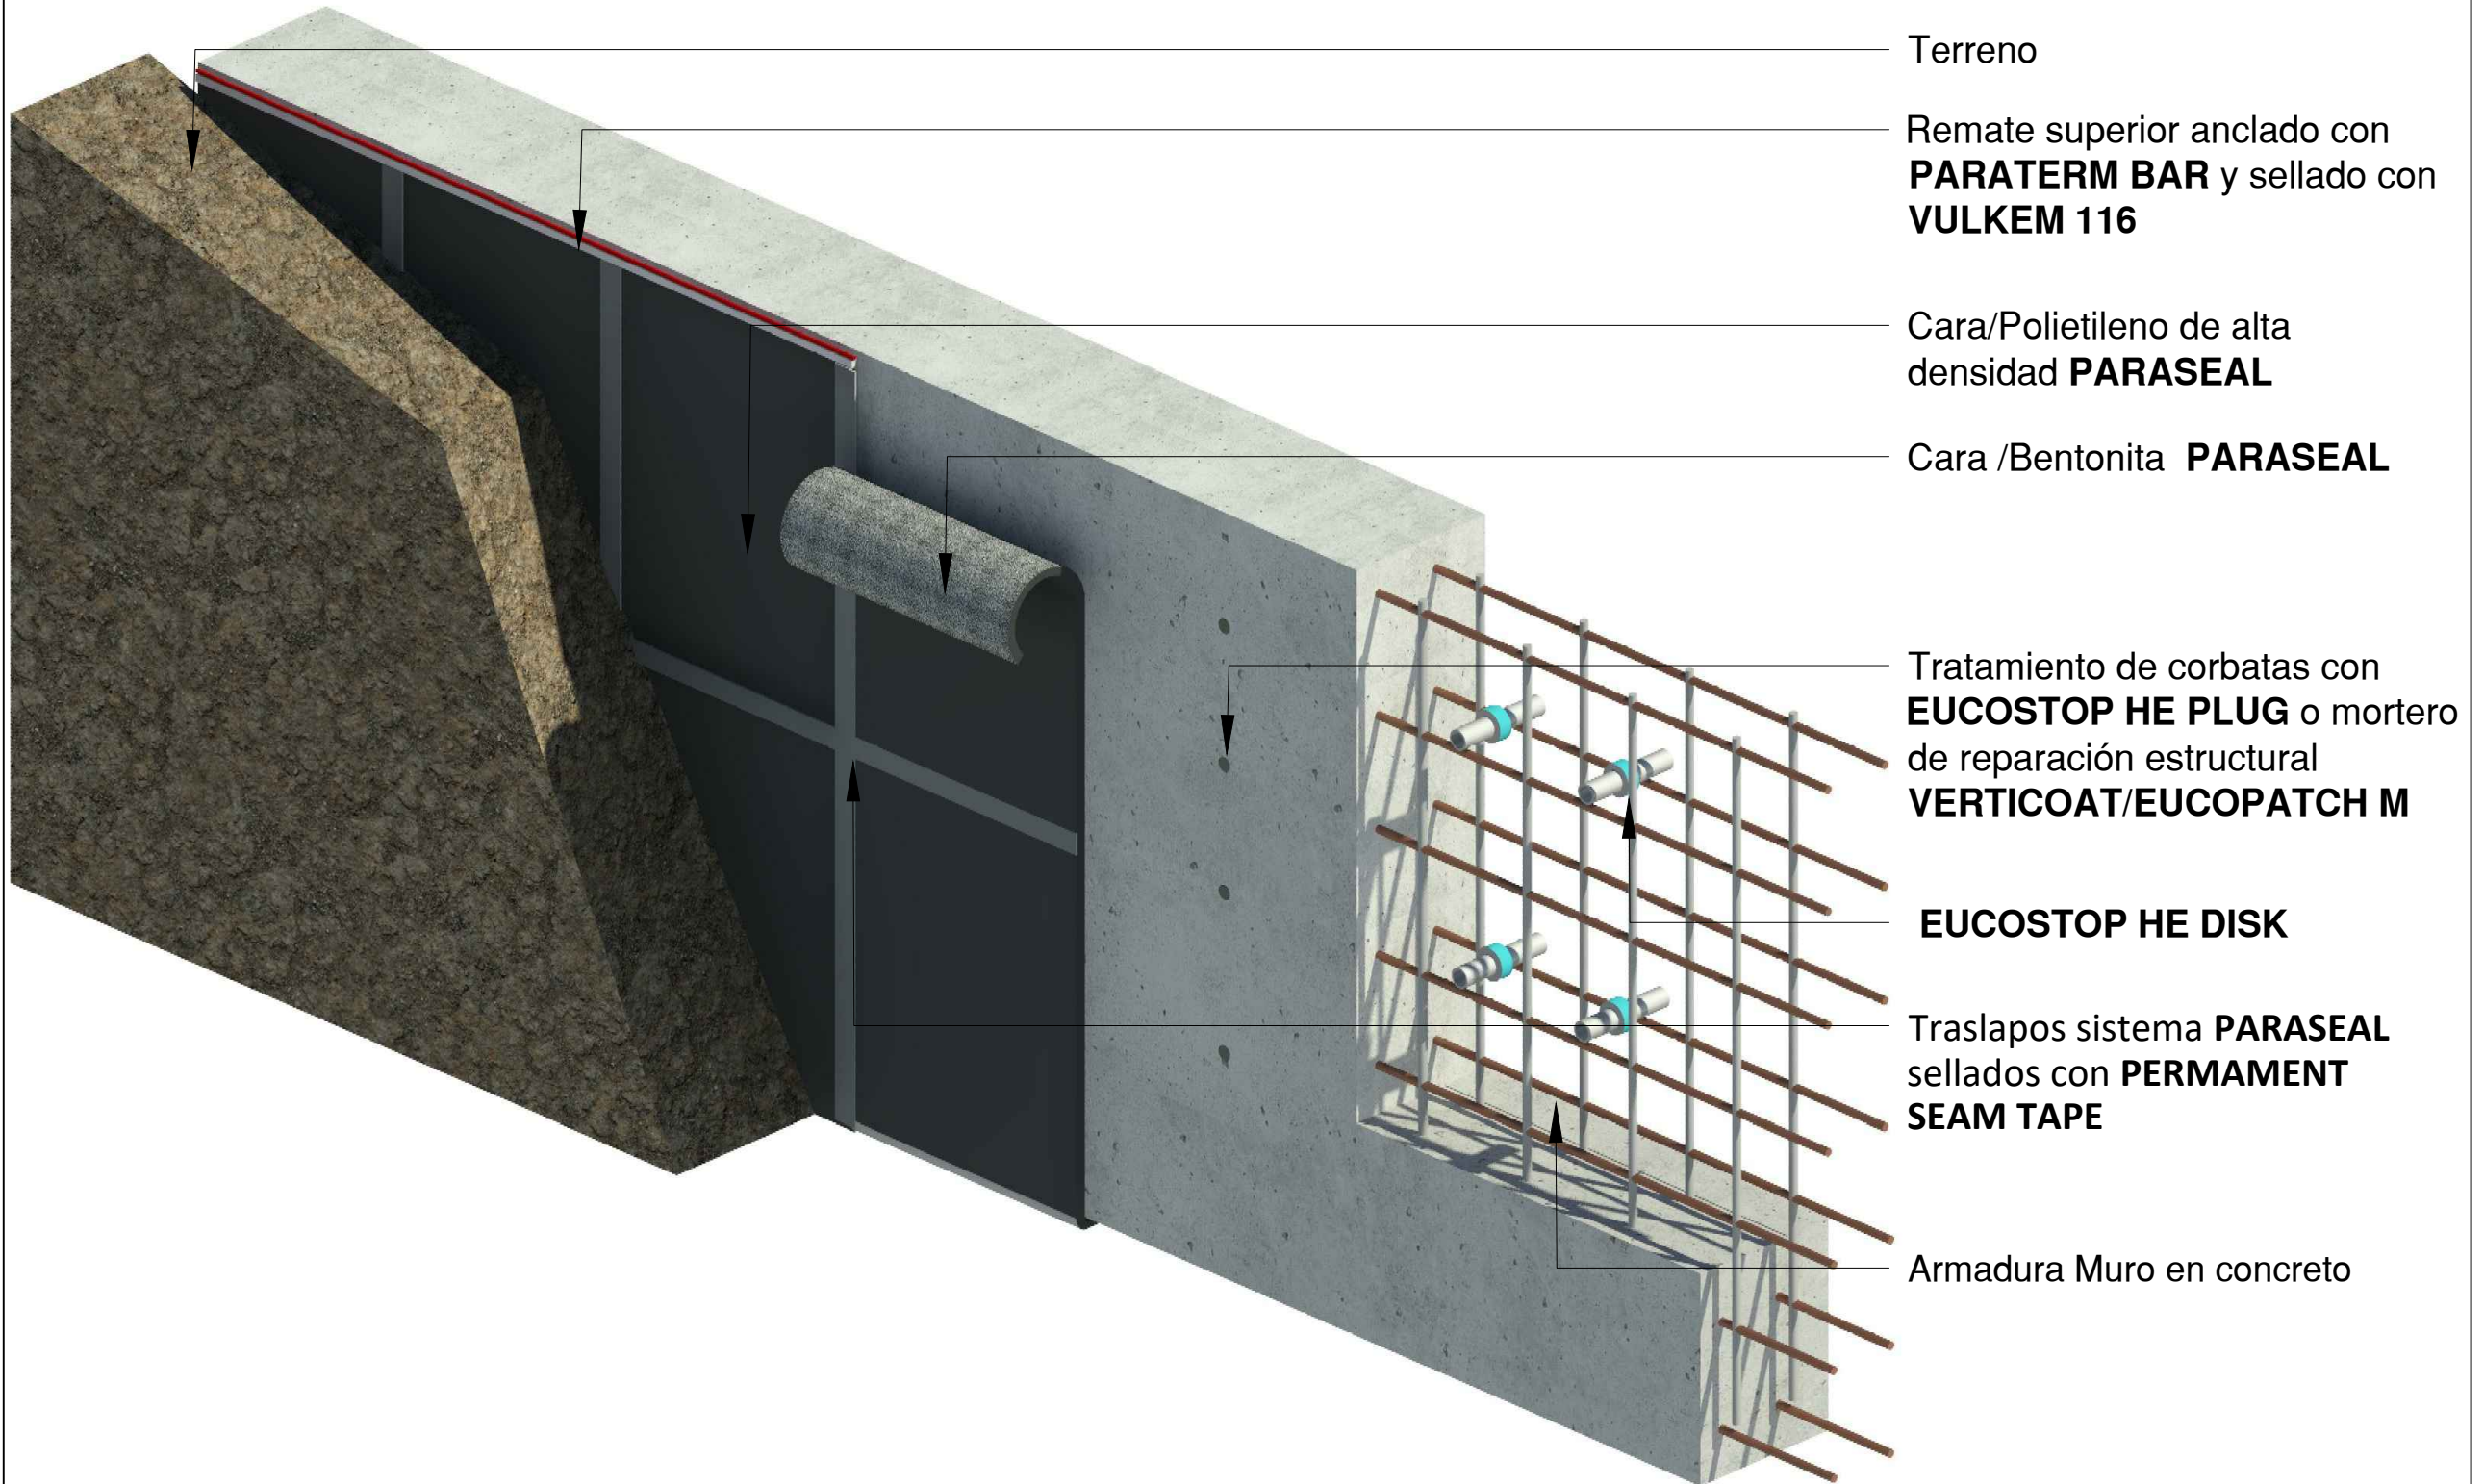 Terreno
Remate superior anclado con
PARATERM BAR y sellado con
VULKEM 116
Cara/Polietileno de alta
densidad PARASEAL
Cara /Bentonita PARASEAL
Tratamiento de corbatas con
EUCOSTOP HE PLUG o mortero
de reparación estructural
VERTICOAT/EUCOPATCH M
EUCOSTOP HE DISK
Traslapos sistema PARASEAL
sellados con PERMAMENT
SEAM TAPE
Armadura Muro en concreto